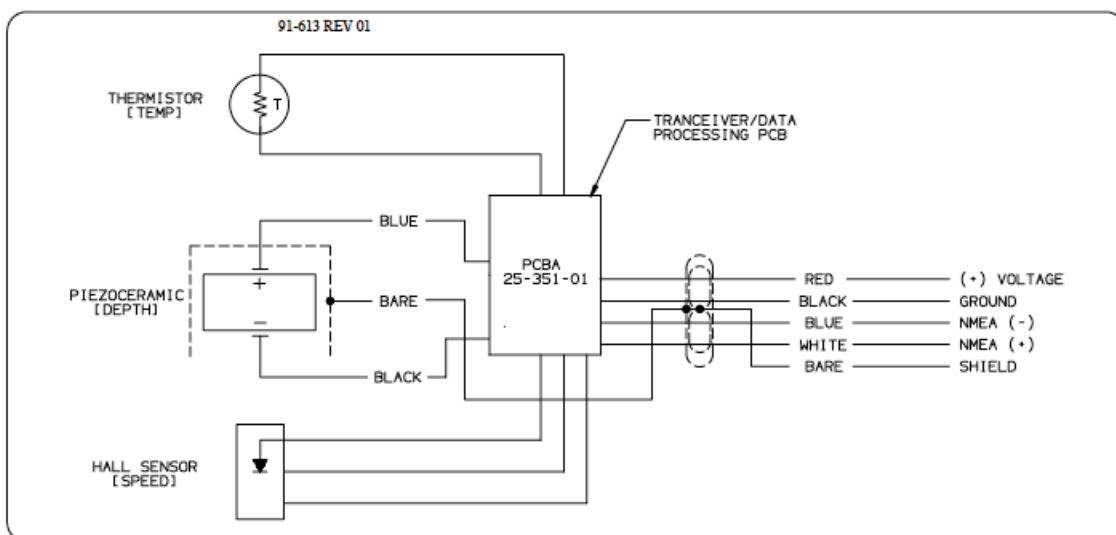 91-613 REV 01
THERMISTOR
[TEMP]
T
TRANCEIVER/DATA
PROCESSING PCB
BLUE
PCBA
25-351-01
PIEZOCERAMIC
[DEPTH]
+
−
BARE
BLACK
RED (+) VOLTAGE
BLACK GROUND
BLUE NMEA (-)
WHITE NMEA (+)
BARE SHIELD
HALL SENSOR
[SPEED]